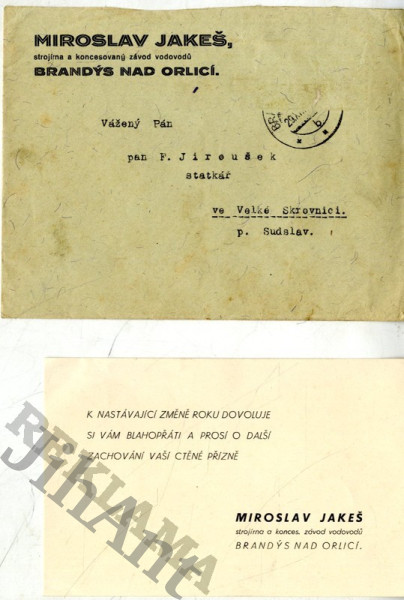 MIROSLAV JAKEŠ,
strojírna a koncesovaný závod vodovodů
BRANDÝS NAD ORLICÍ.
Vážený Pán
pan F. Jiroušek
statkář
ve Velké Skrovnici.
p. Sudslav.
K NASTÁVAJÍCÍ ZMĚNĚ ROKU DOVOLUJE
SI VÁM BLAHOPŘÁTI A PROSÍ O DALŠÍ
ZACHOVÁNÍ VAŠÍ CTĚNÉ PŘÍZNĚ
MIROSLAV JAKEŠ
strojírna a konces. závod vodovodů
BRANDÝS NAD ORLICÍ.
REKLAMA